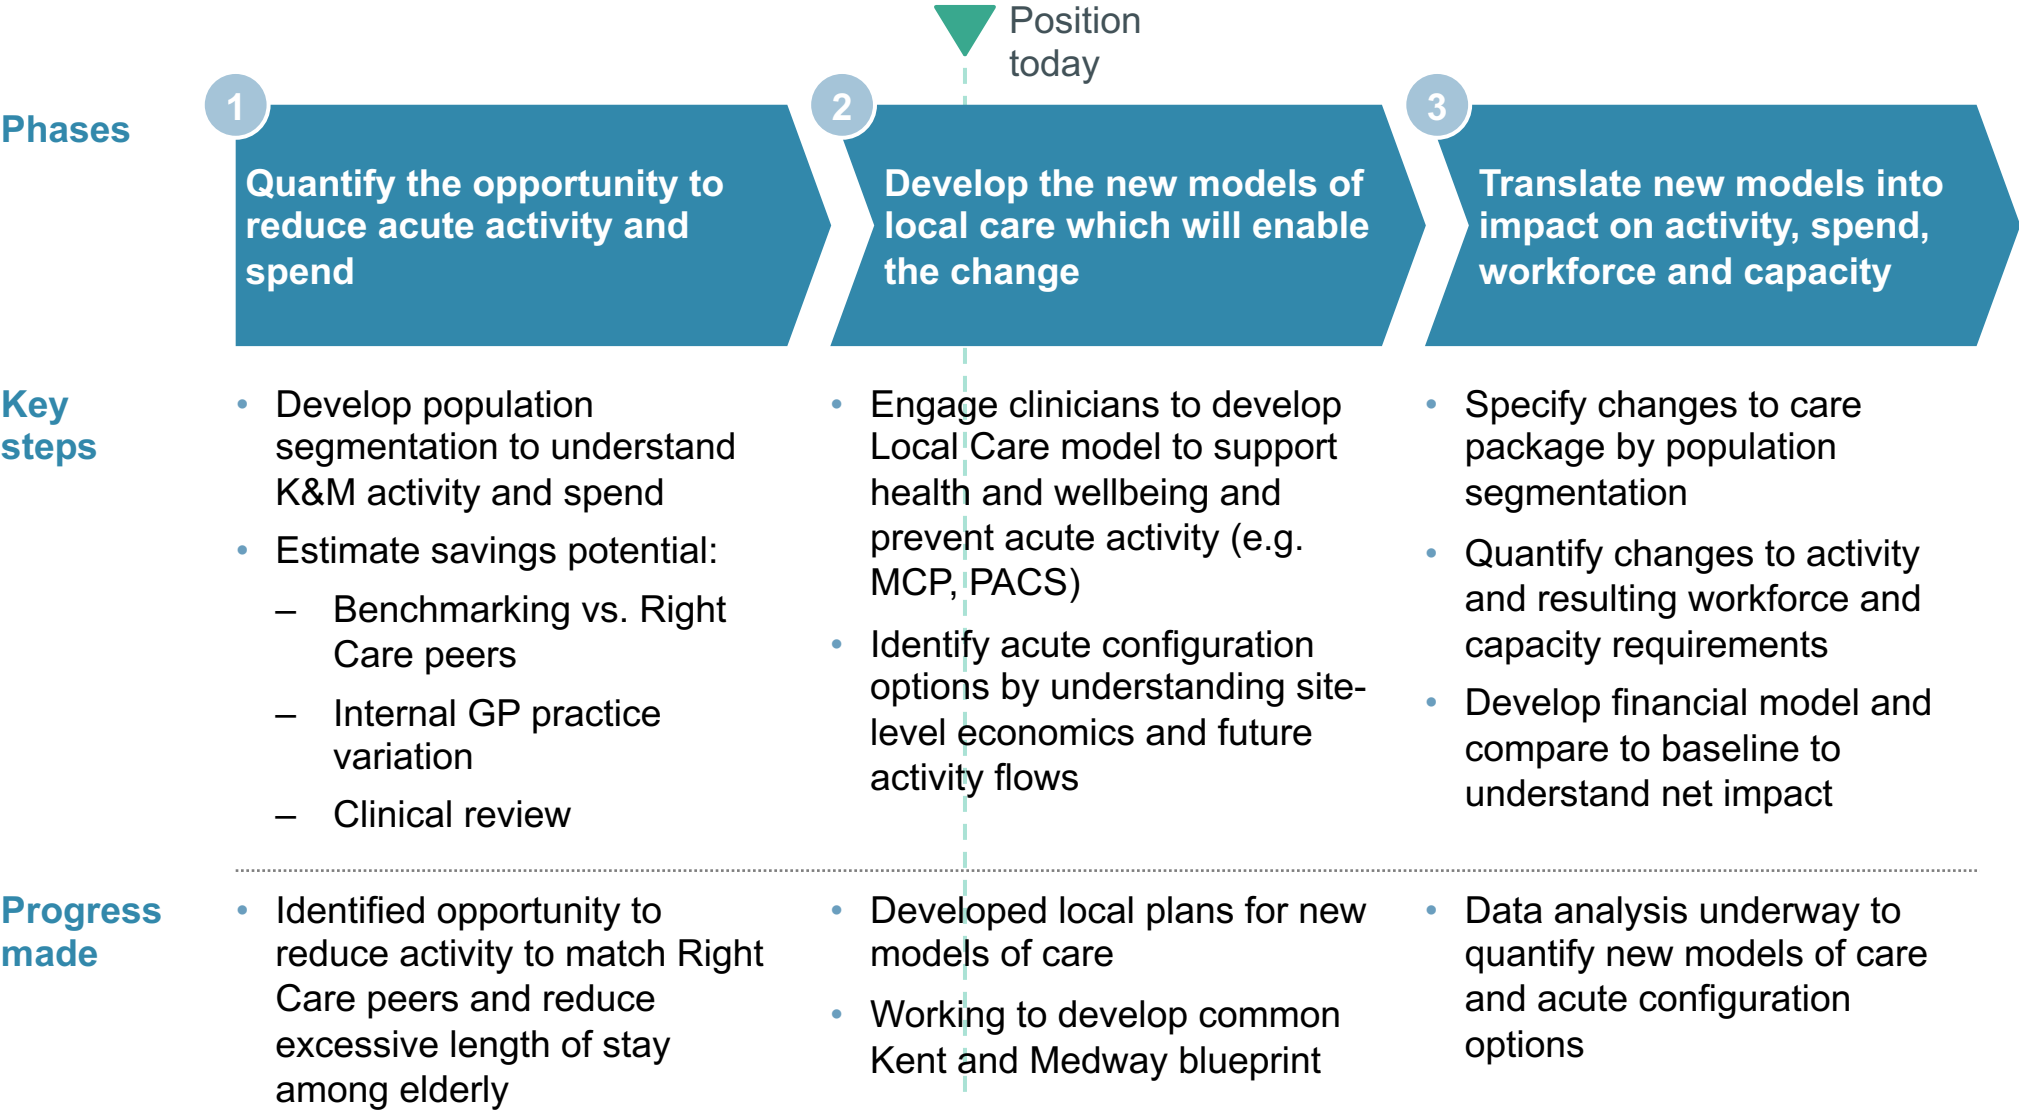 Position
today
Phases
1
Quantify the opportunity to
reduce acute activity and
spend
2
Develop the new models of
local care which will enable
the change
3
Translate new models into
impact on activity, spend,
workforce and capacity
Key
steps
• Develop population
segmentation to understand
K&M activity and spend
• Estimate savings potential:
– Benchmarking vs. Right
Care peers
– Internal GP practice
variation
– Clinical review
• Engage clinicians to develop
Local Care model to support
health and wellbeing and
prevent acute activity (e.g.
MCP, PACS)
• Identify acute configuration
options by understanding site-
level economics and future
activity flows
• Specify changes to care
package by population
segmentation
• Quantify changes to activity
and resulting workforce and
capacity requirements
• Develop financial model and
compare to baseline to
understand net impact
Progress
made
• Identified opportunity to
reduce activity to match Right
Care peers and reduce
excessive length of stay
among elderly
• Developed local plans for new
models of care
• Working to develop common
Kent and Medway blueprint
• Data analysis underway to
quantify new models of care
and acute configuration
options